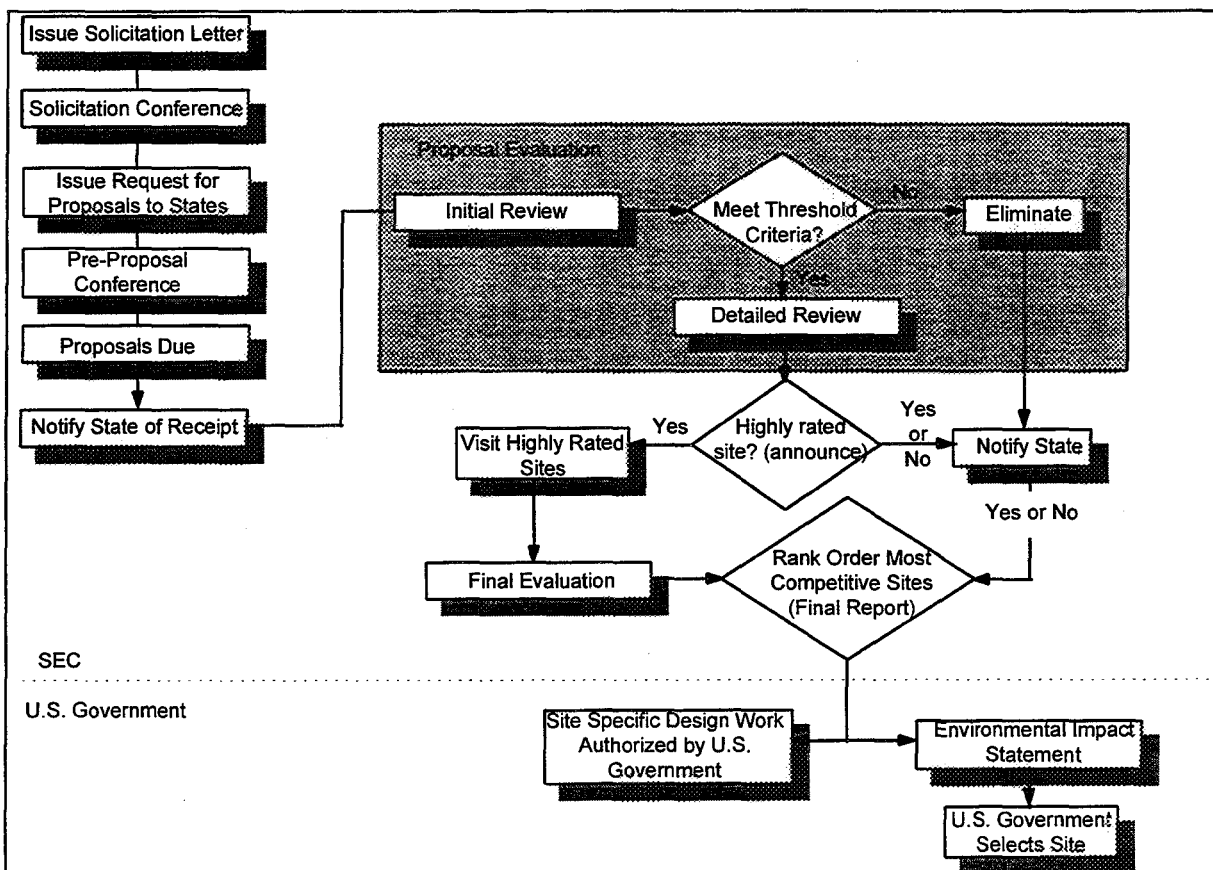 Issue Solicitation Letter
Solicitation Conference
Issue Request for
Proposals to States
Pre-Proposal
Conference
Proposals Due
Notify State of Receipt
Proposal Evaluation
Initial Review
Meet Threshold
Criteria?
No
Eliminate
Yes
Detailed Review
Highly rated
site? (announce)
Yes
Visit Highly Rated
Sites
Yes
or
No
Notify State
Yes or No
Final Evaluation
Rank Order Most
Competitive Sites
(Final Report)
SEC
U.S. Government
Site Specific Design Work
Authorized by U.S.
Government
Environmental Impact
Statement
U.S. Government
Selects Site